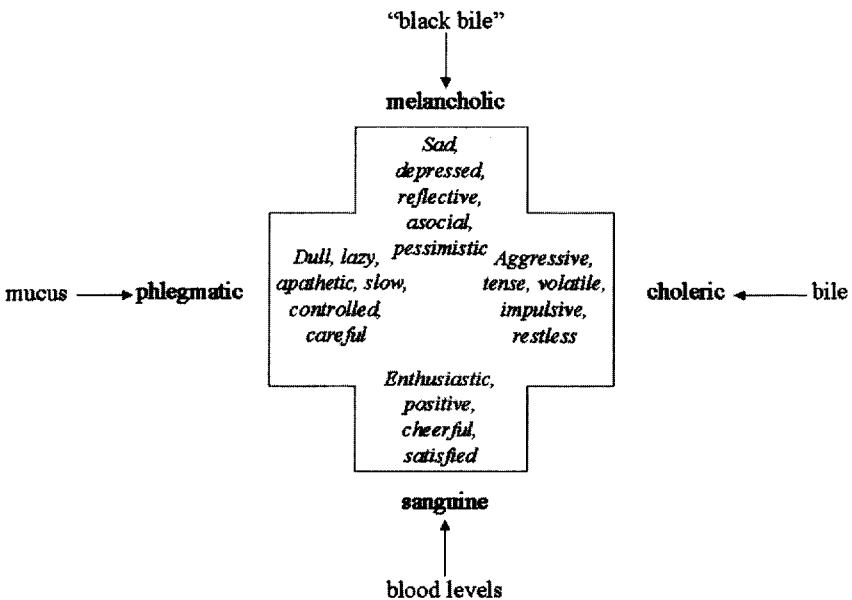 “black bile”
melancholic
Sad,
depressed,
reflective,
asocial,
pessimistic
Dull, lazy,
apathetic, slow,
controlled,
careful
Aggressive,
tense, volatile,
impulsive,
restless
mucus
phlegmatic
choleric
bile
Enthusiastic,
positive,
cheerful,
satisfied
sanguine
blood levels